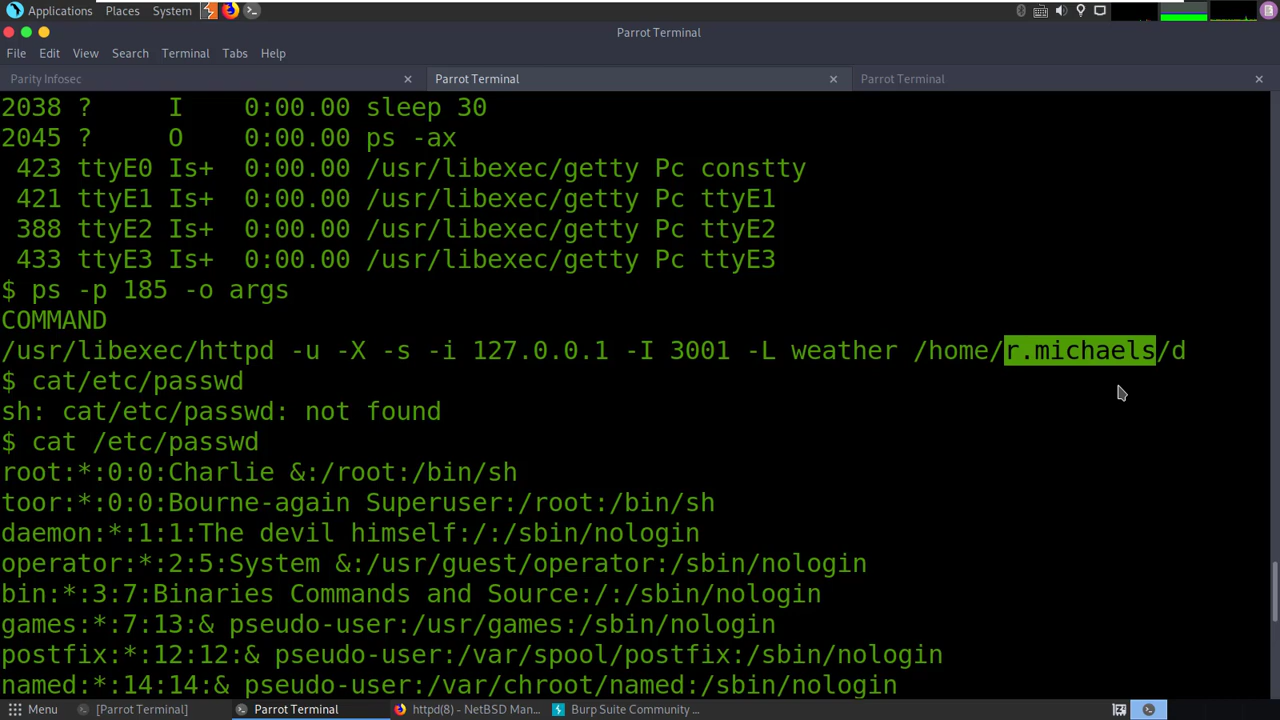 Applications Places System
Parrot Terminal
File Edit View Search Terminal Tabs Help
Parity Infosec Parrot Terminal Parrot Terminal
2038 ? I 0:00.00 sleep 30
2045 ? O 0:00.00 ps -ax
423 ttyE0 Is+ 0:00.00 /usr/libexec/getty Pc constty
421 ttyE1 Is+ 0:00.00 /usr/libexec/getty Pc ttyE1
388 ttyE2 Is+ 0:00.00 /usr/libexec/getty Pc ttyE2
433 ttyE3 Is+ 0:00.00 /usr/libexec/getty Pc ttyE3
$ ps -p 185 -o args
COMMAND
/usr/libexec/httpd -u -X -s -i 127.0.0.1 -I 3001 -L weather /home/r.michaels/d
$ cat/etc/passwd
sh: cat/etc/passwd: not found
$ cat /etc/passwd
root:*:0:0:Charlie &:/root:/bin/sh
toor:*:0:0:Bourne-again Superuser:/root:/bin/sh
daemon:*:1:1:The devil himself:/:/sbin/nologin
operator:*:2:5:System &:/usr/guest/operator:/sbin/nologin
bin:*:3:7:Binaries Commands and Source:/:/sbin/nologin
games:*:7:13:& pseudo-user:/usr/games:/sbin/nologin
postfix:*:12:12:& pseudo-user:/var/spool/postfix:/sbin/nologin
named:*:14:14:& pseudo-user:/var/chroot/named:/sbin/nologin
Menu [Parrot Terminal] Parrot Terminal httpd(8) - NetBSD Man... Burp Suite Community ...